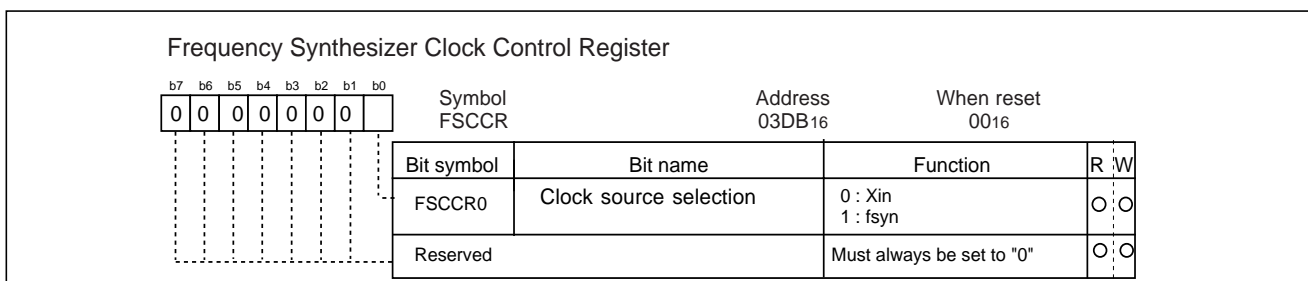 Frequency Synthesizer Clock Control Register
b7 b6 b5 b4 b3 b2 b1 b0
0 0 0 0 0 0 0
Symbol Address When reset
FSCCR 03DB16 0016
Bit symbol Bit name Function R W
FSCCR0 Clock source selection 0 : Xin
1 : fsyn
Reserved Must always be set to "0"